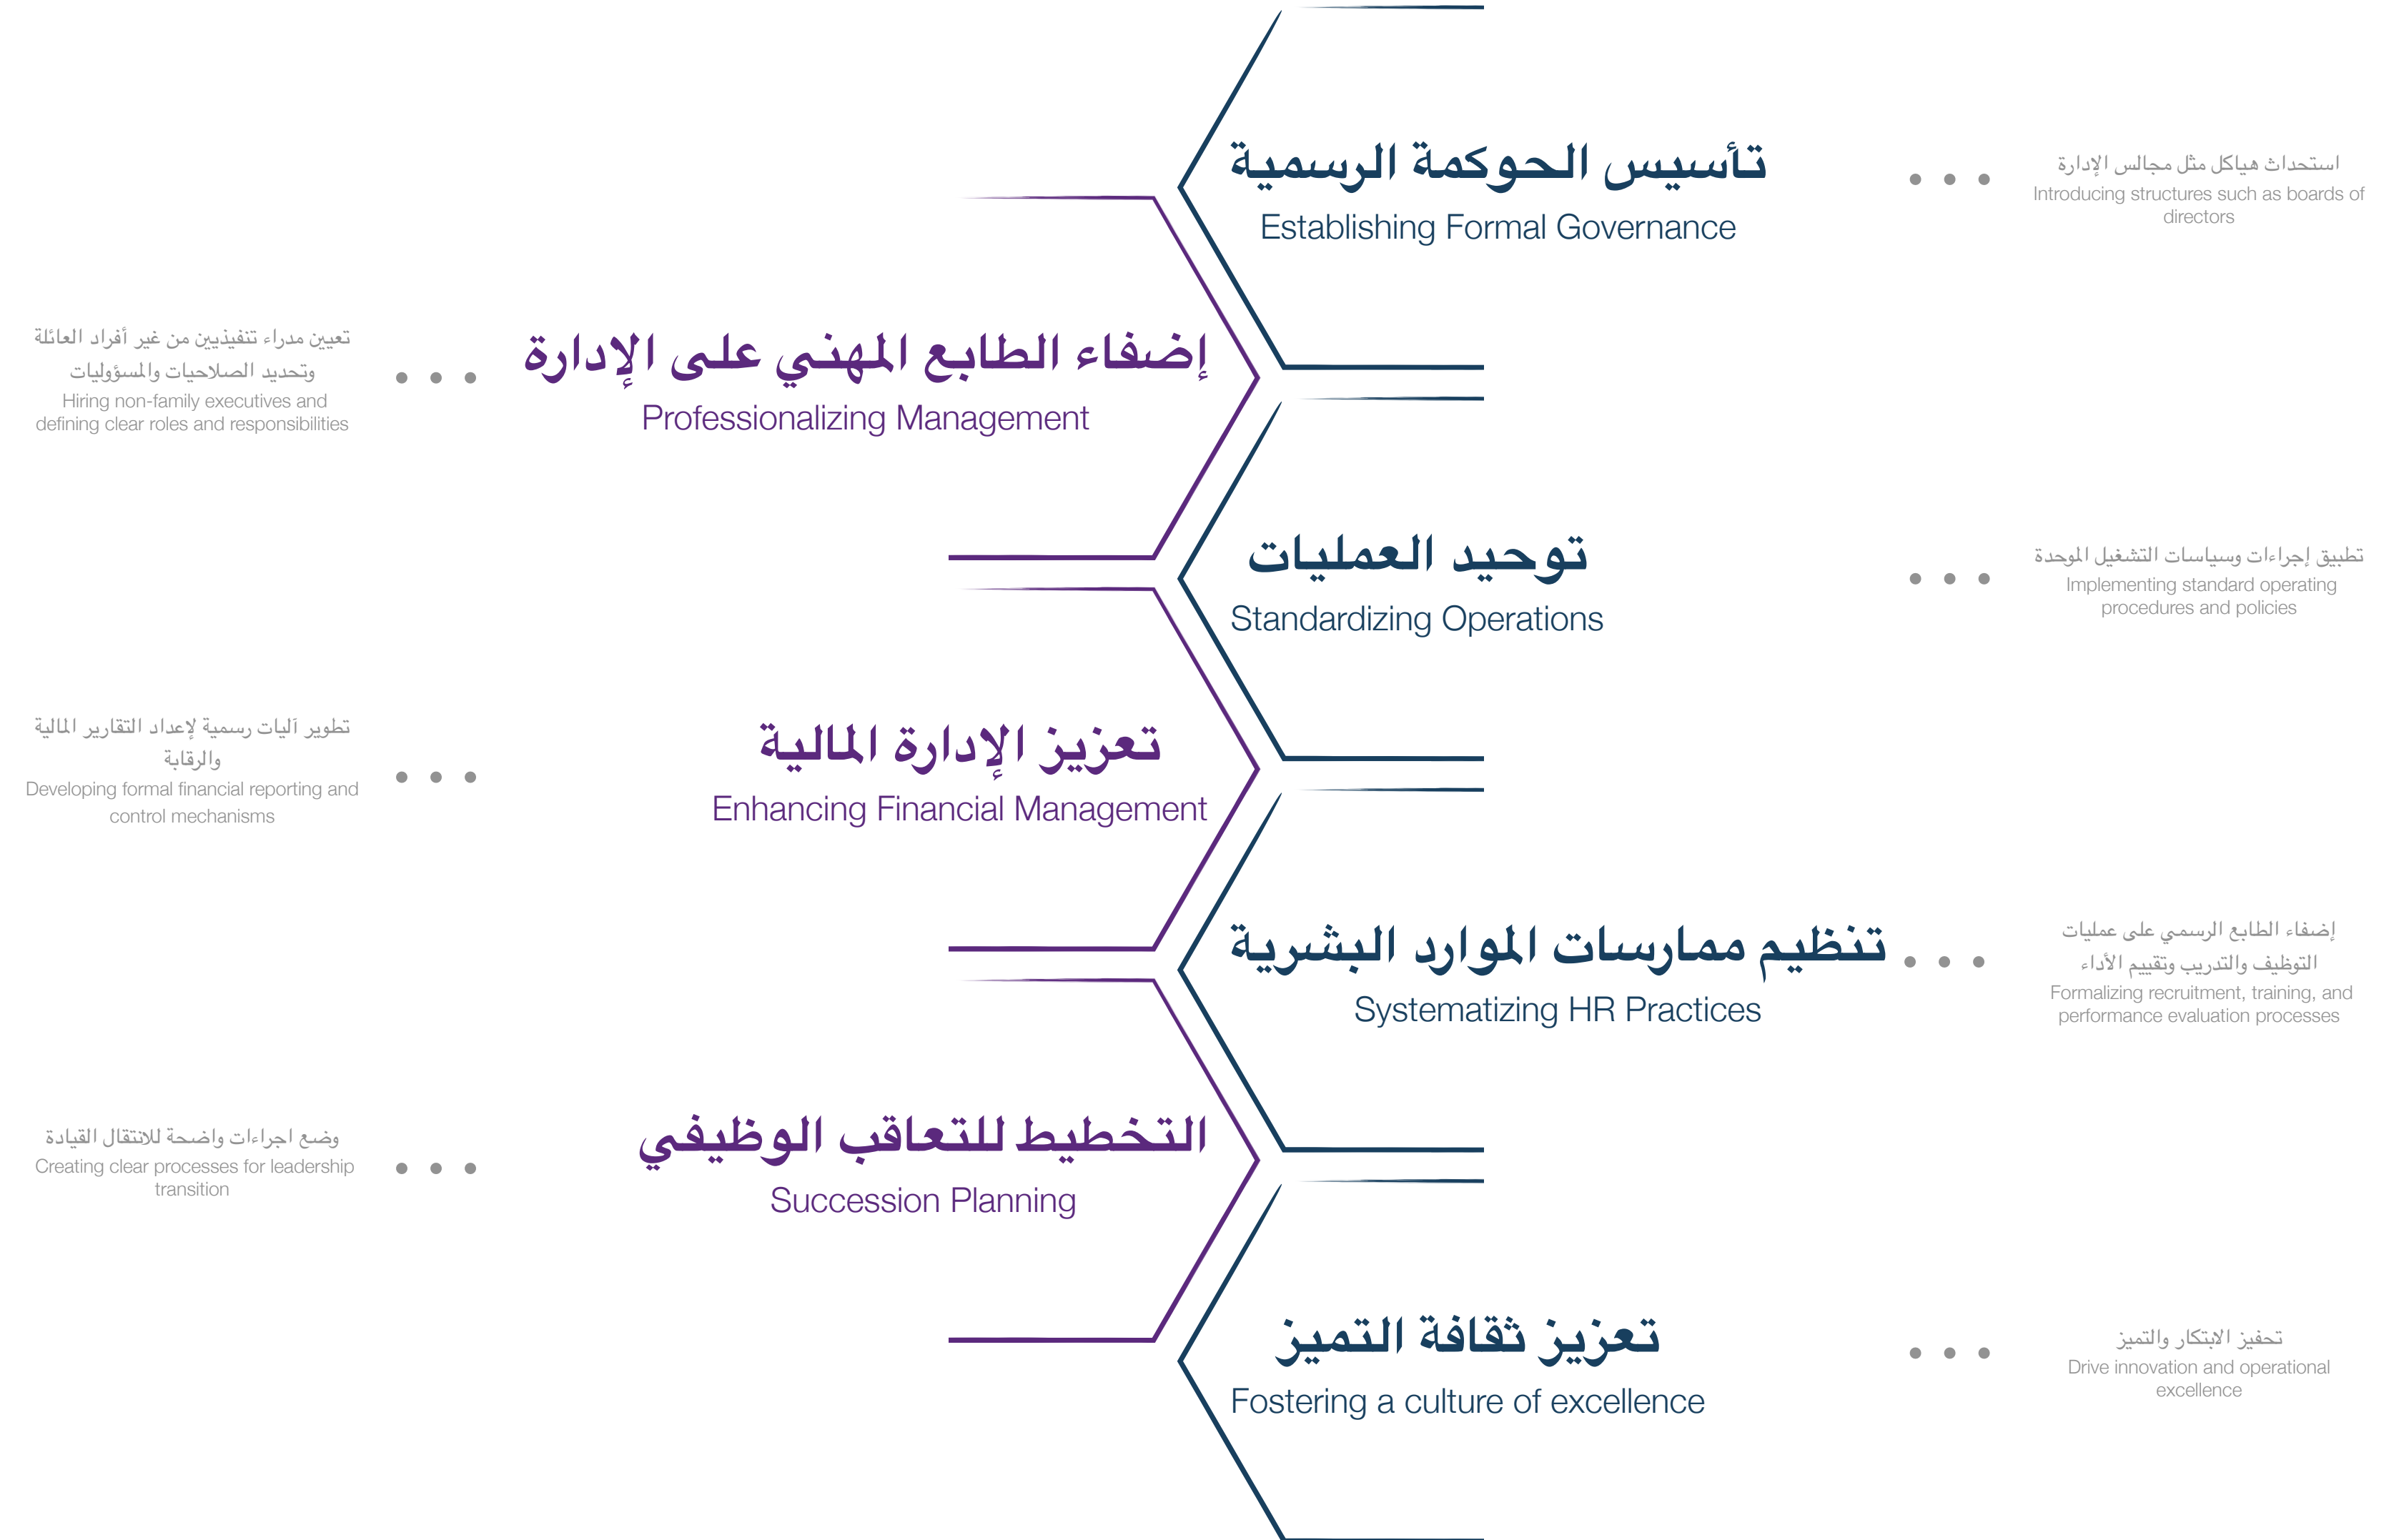 تأسيس الحوكمة الرسمية
Establishing Formal Governance
استحداث هياكل مثل مجالس الإدارة
Introducing structures such as boards of
directors
إضفاء الطابع المهني على الإدارة
Professionalizing Management
تعيين مدراء تنفيذيين من غير أفراد العائلة
وتحديد الصلاحيات والمسؤوليات
Hiring non-family executives and
defining clear roles and responsibilities
توحيد العمليات
Standardizing Operations
تطبيق إجراءات وسياسات التشغيل الموحدة
Implementing standard operating
procedures and policies
تعزيز الإدارة المالية
Enhancing Financial Management
تطوير آليات رسمية لإعداد التقارير المالية
والرقابة
Developing formal financial reporting and
control mechanisms
تنظيم ممارسات الموارد البشرية
Systematizing HR Practices
إضفاء الطابع الرسمي على عمليات
التوظيف والتدريب وتقييم الأداء
Formalizing recruitment, training, and
performance evaluation processes
التخطيط للتعاقب الوظيفي
Succession Planning
وضع اجراءات واضحة للانتقال القيادة
Creating clear processes for leadership
transition
تعزيز ثقافة التميز
Fostering a culture of excellence
تحفيز الابتكار والتميز
Drive innovation and operational
excellence